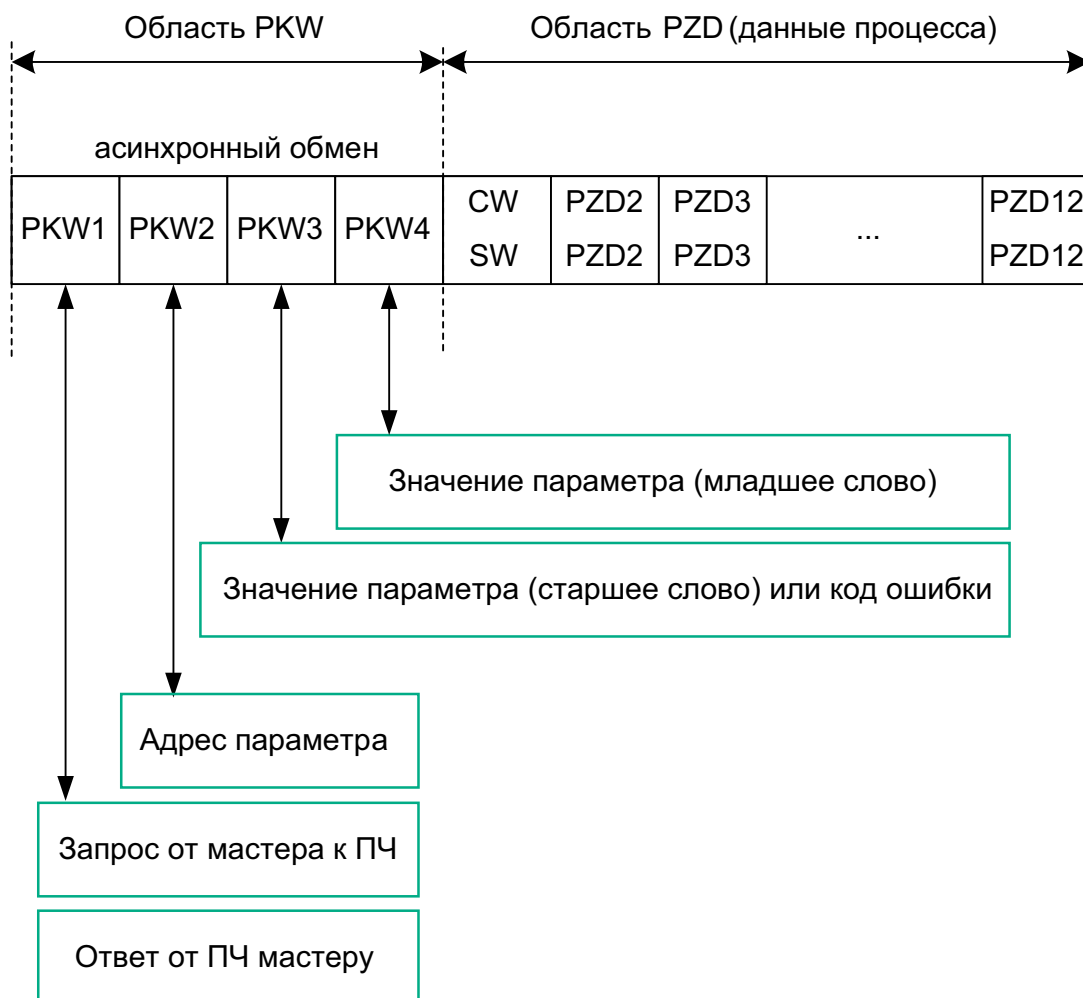 Область PKW
Область PZD (данные процесса)
асинхронный обмен
PKW1 PKW2 PKW3 PKW4 CW PZD2 PZD3 ... PZD12
SW PZD2 PZD3 PZD12
Значение параметра (младшее слово)
Значение параметра (старшее слово) или код ошибки
Адрес параметра
Запрос от мастера к ПЧ
Ответ от ПЧ мастеру